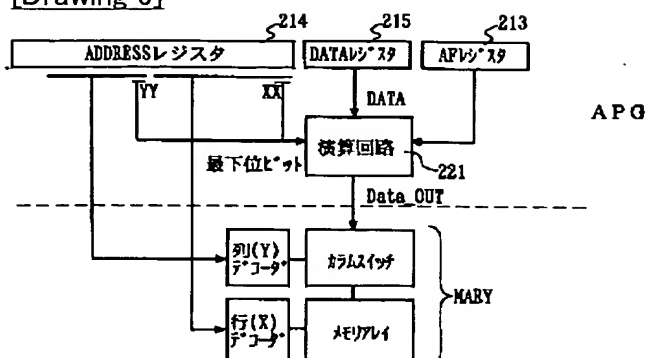 [Drawing 6]
214
215
213
ADDRESSレジスタ
DATAレジスタ
AFレジスタ
YY
XX
DATA
APG
最下位ビット
演算回路
221
Data_OUT
列(Y)
デコーダ
カラムスイッチ
MARY
行(X)
デコーダ
メモリアレイ